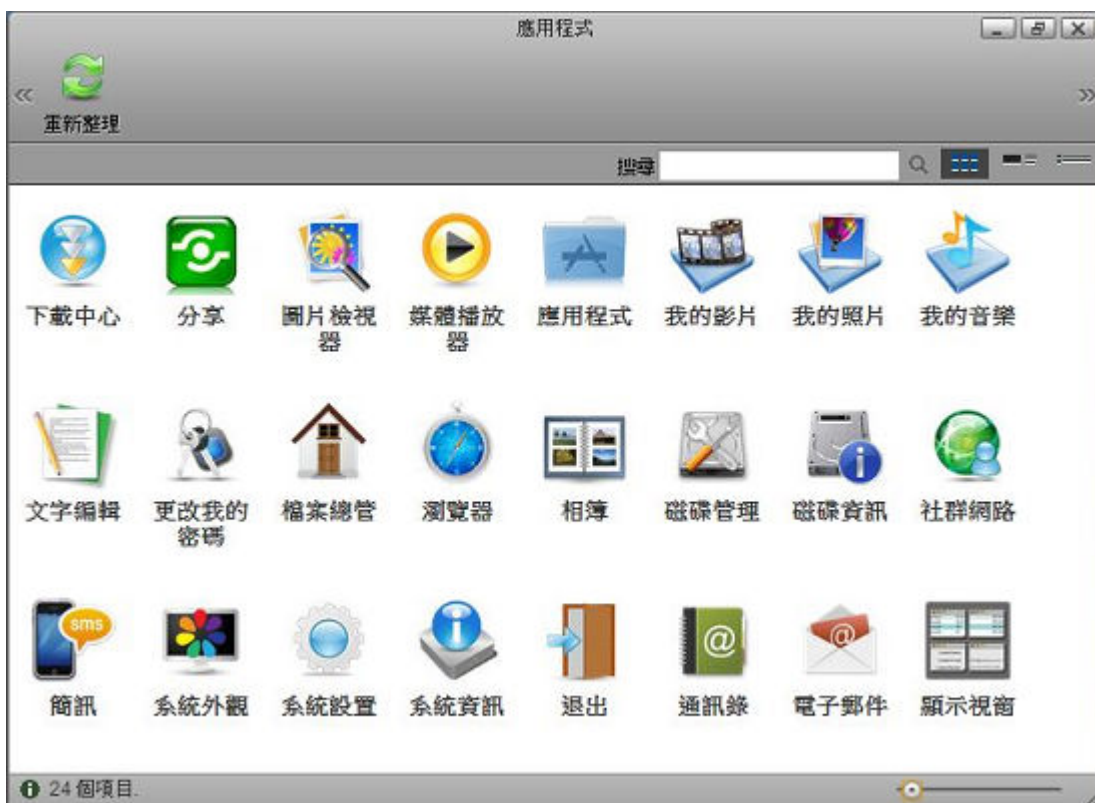 應用程式
重新整理
搜尋
下載中心 分享 圖片檢視器 媒體播放器 應用程式 我的影片 我的照片 我的音樂
文字編輯 更改我的密碼 檔案總管 瀏覽器 相簿 磁碟管理 磁碟資訊 社群網路
sms
簡訊 系統外觀 系統設置 系統資訊 退出 通訊錄 電子郵件 顯示視窗
24 個項目.